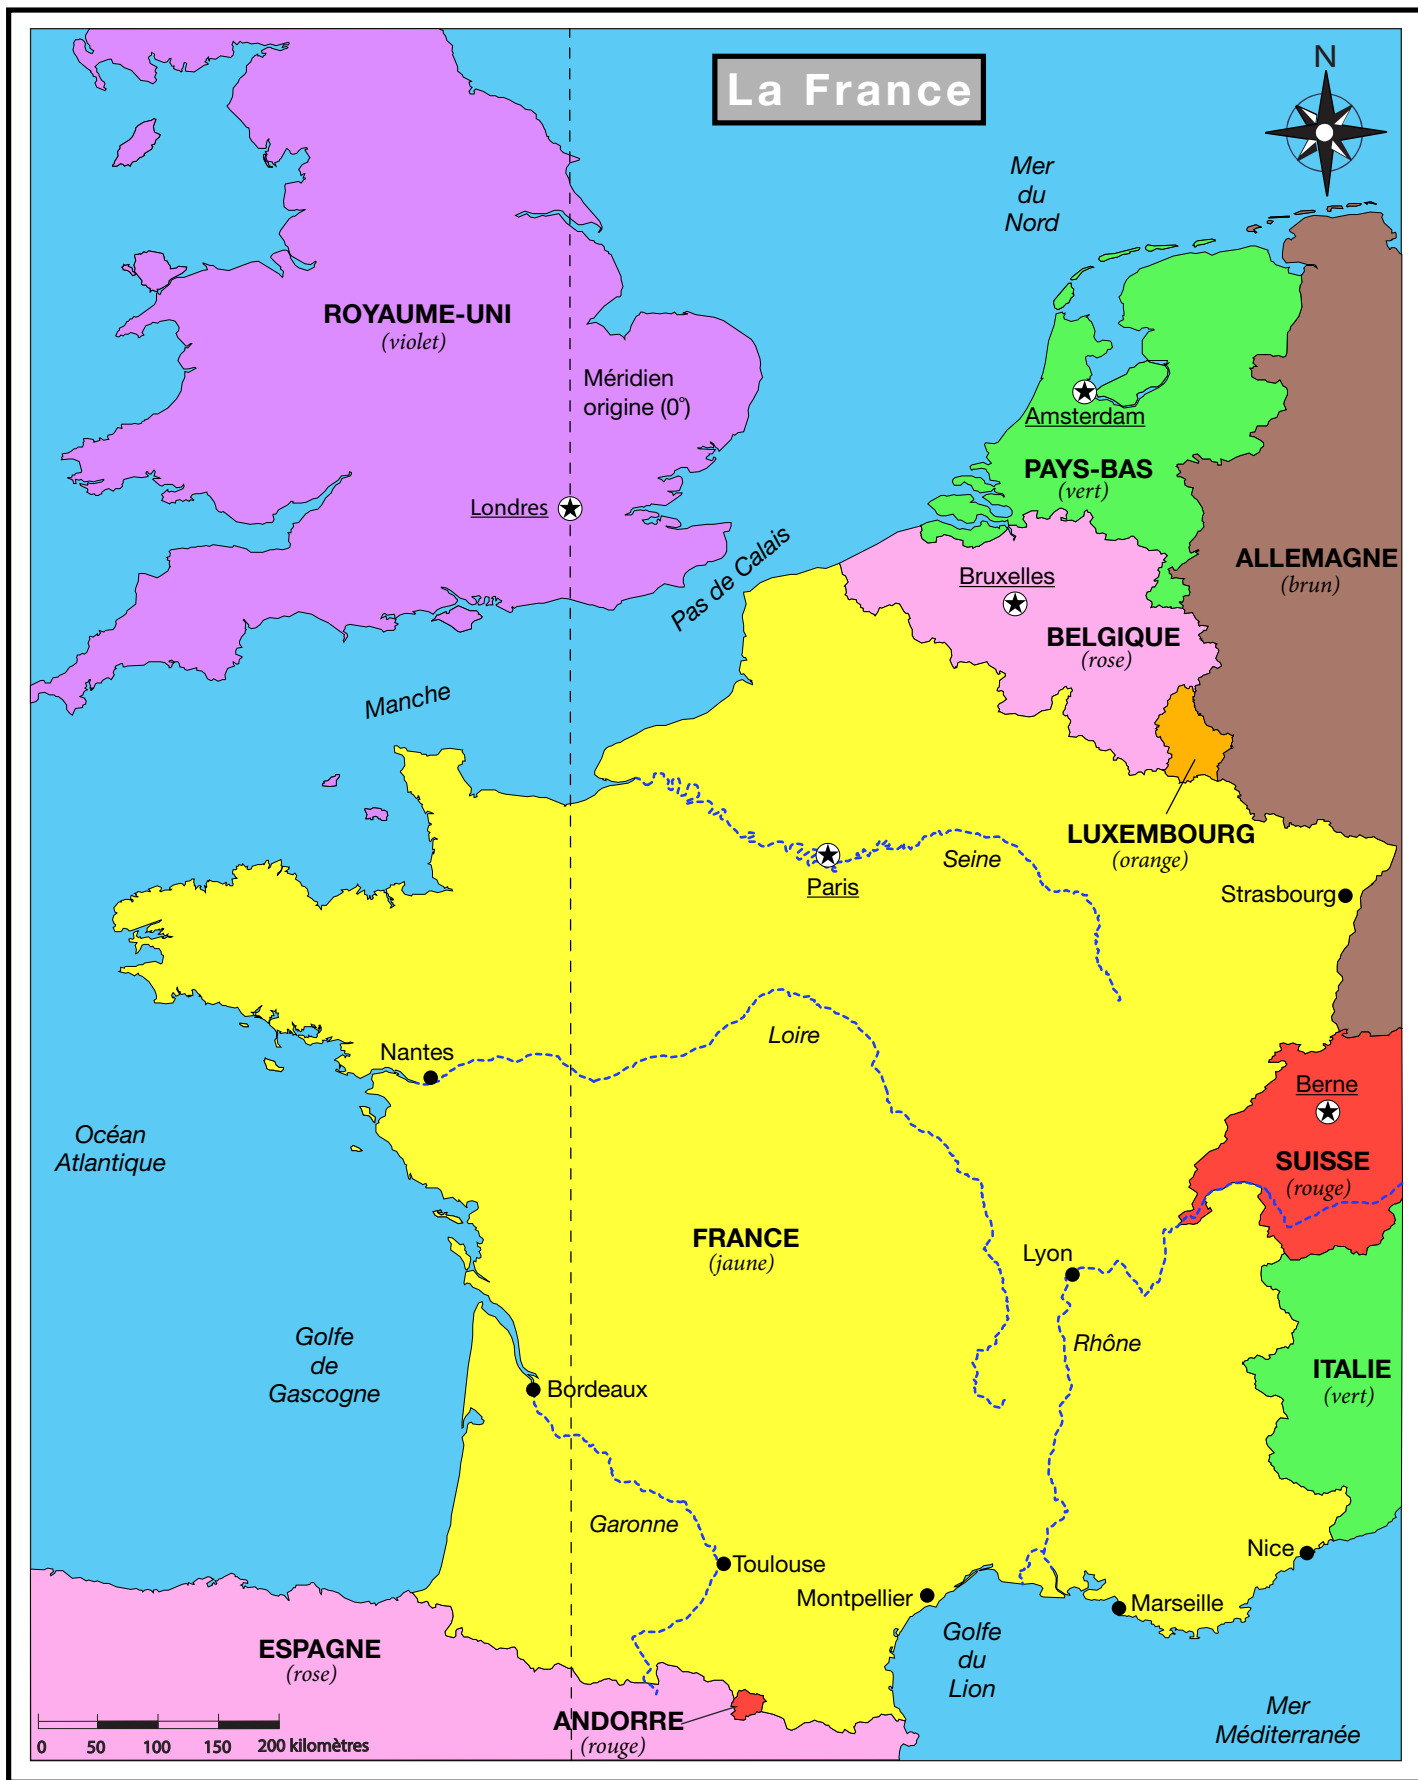 La France
N
Mer
du
Nord
ROYAUME-UNI
(violet)
Méridien
origine (0°)
Amsterdam
PAYS-BAS
(vert)
Londres
Pas de Calais
ALLEMAGNE
(brun)
Bruxelles
BELGIQUE
(rose)
Manche
LUXEMBOURG
(orange)
Seine
Paris
Strasbourg
Loire
Nantes
Berne
Océan
Atlantique
SUISSE
(rouge)
FRANCE
(jaune)
Lyon
Golfe
de
Gascogne
Rhône
ITALIE
(vert)
Bordeaux
Garonne
Nice
Toulouse
Montpellier
Marseille
ESPAGNE
(rose)
Golfe
du
Lion
Mer
Méditerranée
ANDORRE
(rouge)
0 50 100 150 200 kilomètres